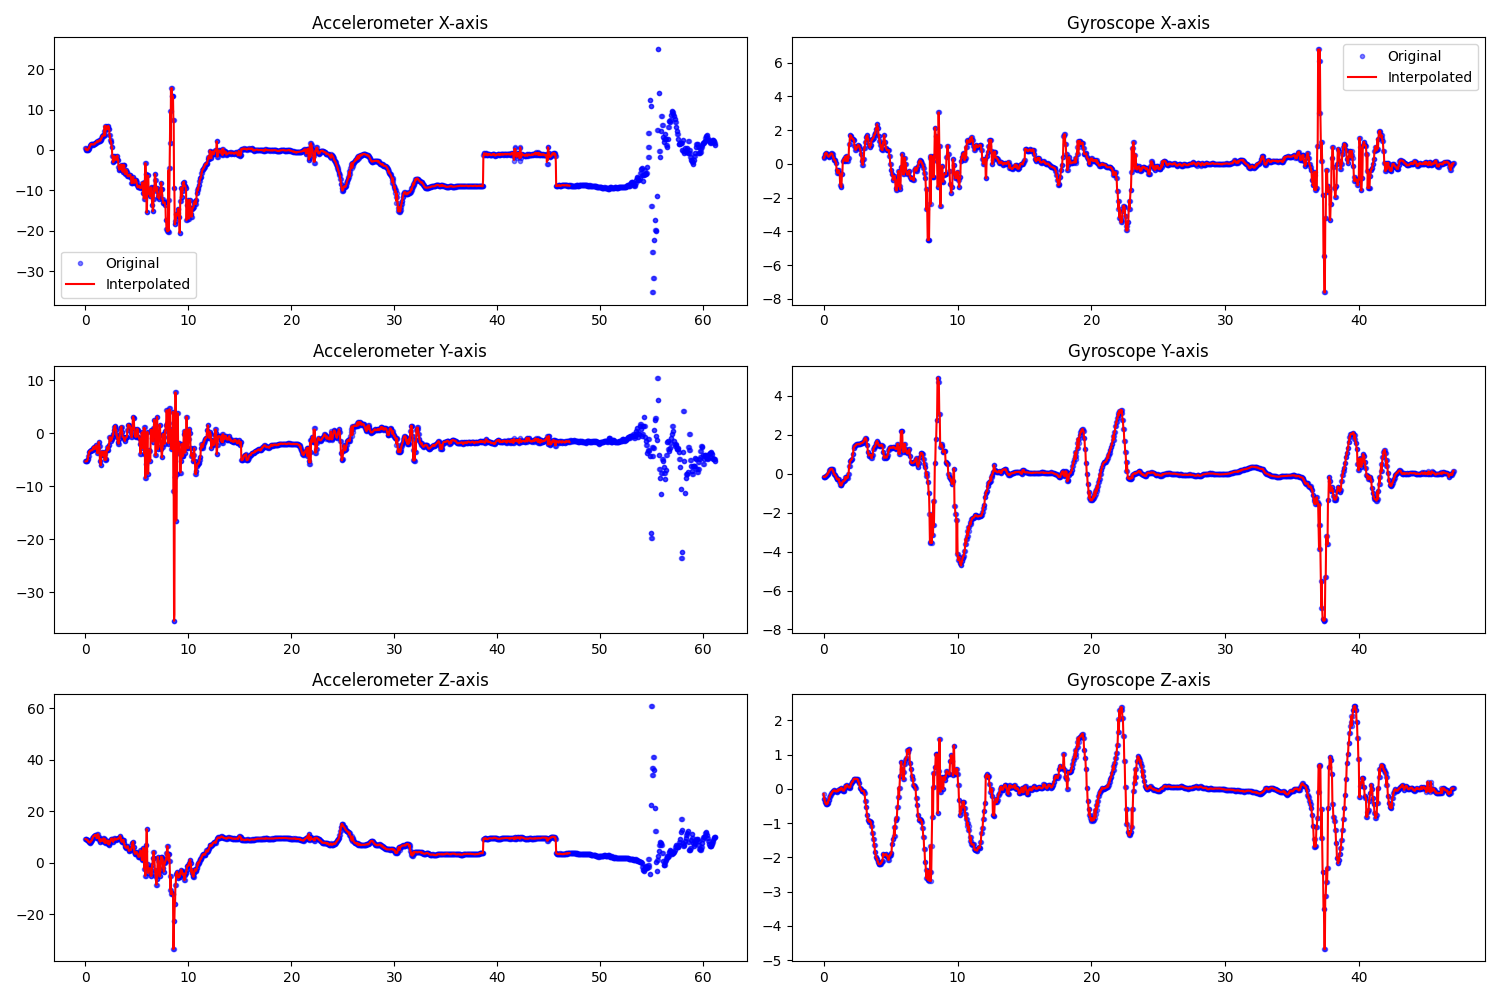 Accelerometer X-axis
20
10
0
−10
−20
−30
Original
Interpolated
0 10 20 30 40 50 60
Gyroscope X-axis
6
4
2
0
−2
−4
−6
−8
Original
Interpolated
0 10 20 30 40
Accelerometer Y-axis
10
0
−10
−20
−30
0 10 20 30 40 50 60
Gyroscope Y-axis
4
2
0
−2
−4
−6
−8
0 10 20 30 40
Accelerometer Z-axis
60
40
20
0
−20
0 10 20 30 40 50 60
Gyroscope Z-axis
2
1
0
−1
−2
−3
−4
−5
0 10 20 30 40